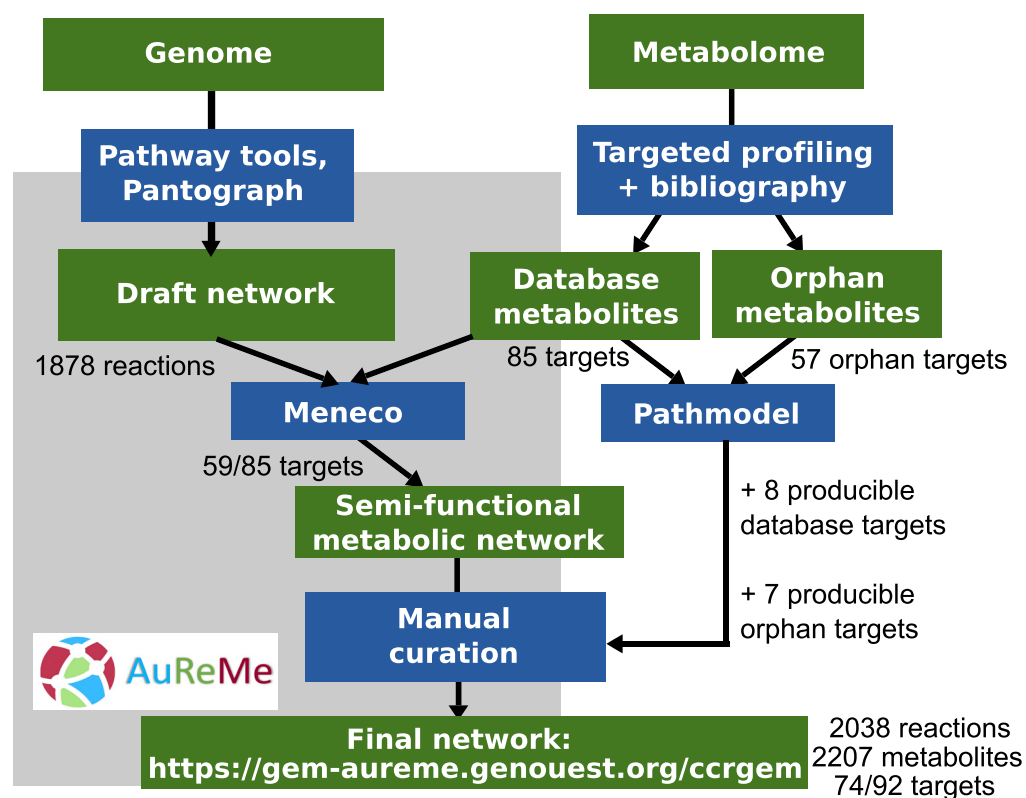 Genome
Metabolome
Pathway tools,
Pantograph
Targeted profiling
+ bibliography
Draft network
Database
metabolites
Orphan
metabolites
1878 reactions
85 targets
57 orphan targets
Meneco
Pathmodel
59/85 targets
Semi-functional
metabolic network
+ 8 producible
database targets
+ 7 producible
orphan targets
Manual
curation
AuReMe
Final network:
https://gem-aureme.genouest.org/ccrgem
2038 reactions
2207 metabolites
74/92 targets